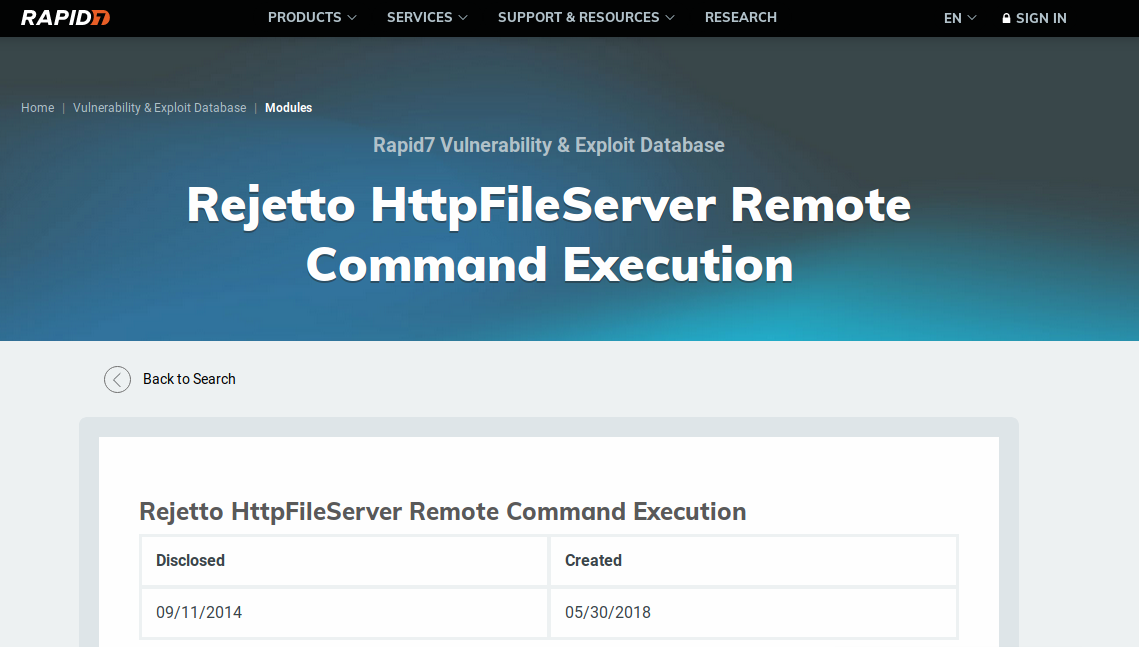 RAPID7 PRODUCTS SERVICES SUPPORT & RESOURCES RESEARCH EN SIGN IN
Home | Vulnerability & Exploit Database | Modules
Rapid7 Vulnerability & Exploit Database
Rejetto HttpFileServer Remote
Command Execution
Back to Search
Rejetto HttpFileServer Remote Command Execution
Disclosed Created
09/11/2014 05/30/2018